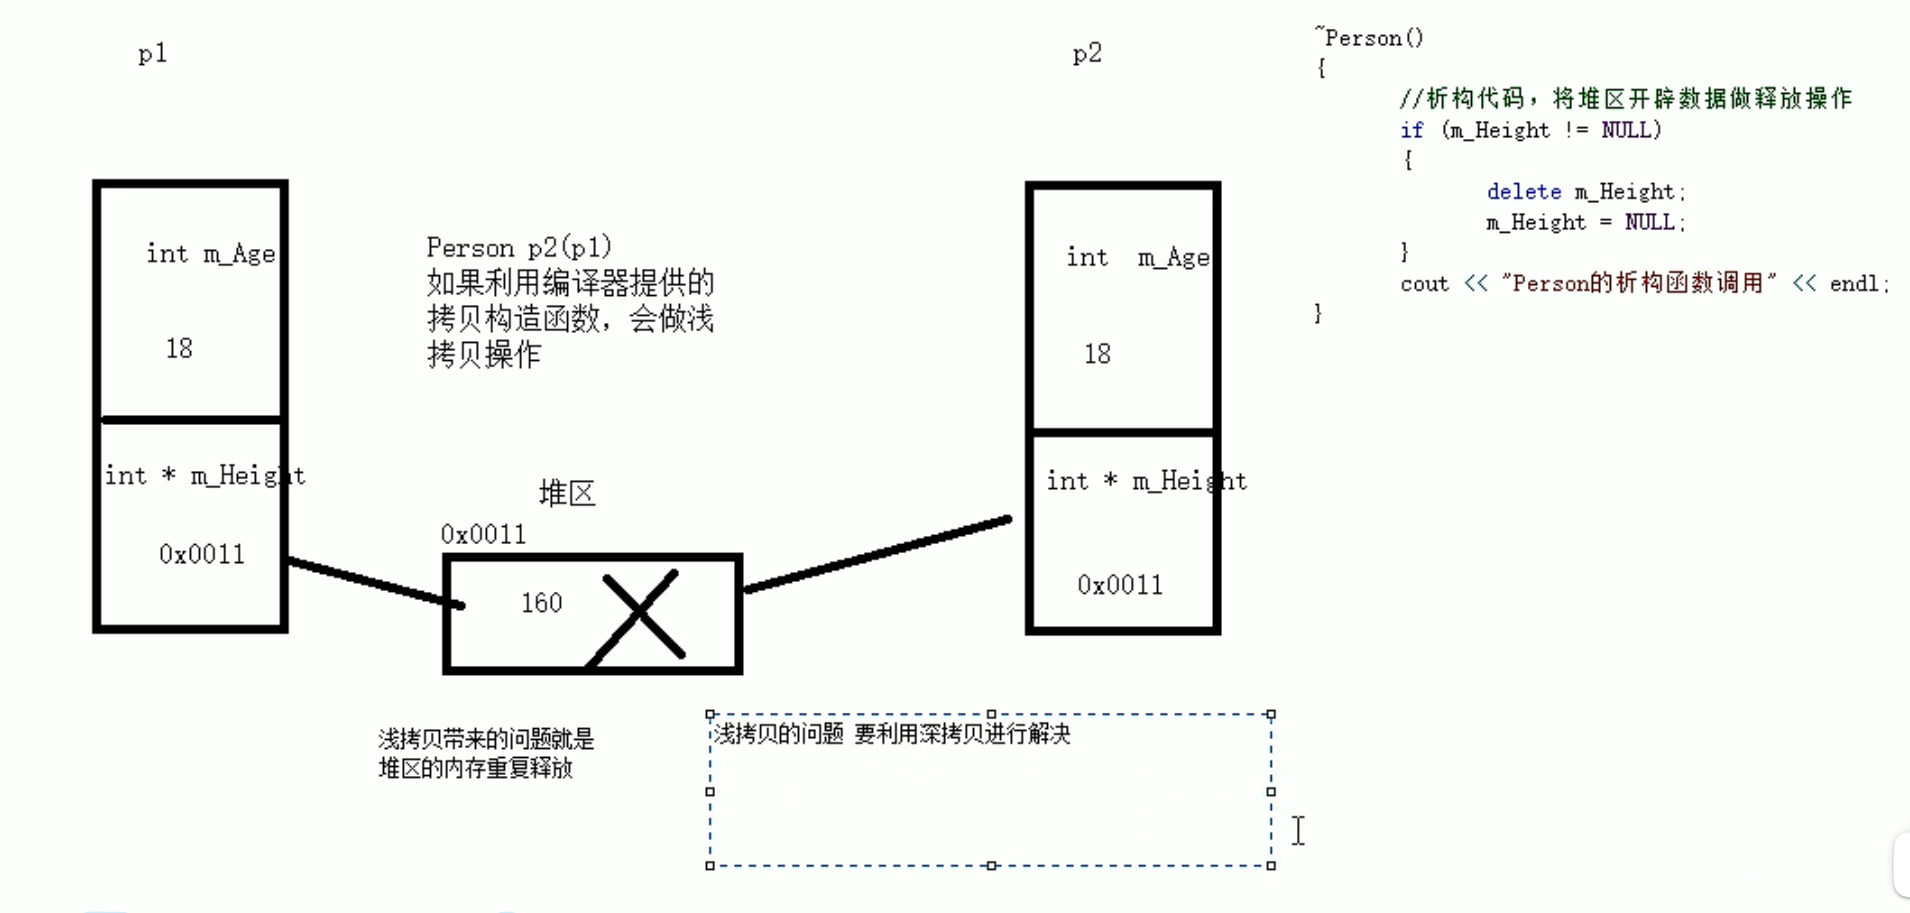 p1
p2
int m_Age
18
int * m_Height
0x0011
Person p2(p1)
如果利用编译器提供的
拷贝构造函数，会做浅
拷贝操作
堆区
0x0011
160
int  m_Age
18
int * m_Height
0x0011
浅拷贝带来的问题就是
堆区的内存重复释放
浅拷贝的问题 要利用深拷贝进行解决
~Person()
{
//析构代码，将堆区开辟数据做释放操作
if (m_Height != NULL)
{
delete m_Height;
m_Height = NULL;
}
cout << "Person的析构函数调用" << endl;
}